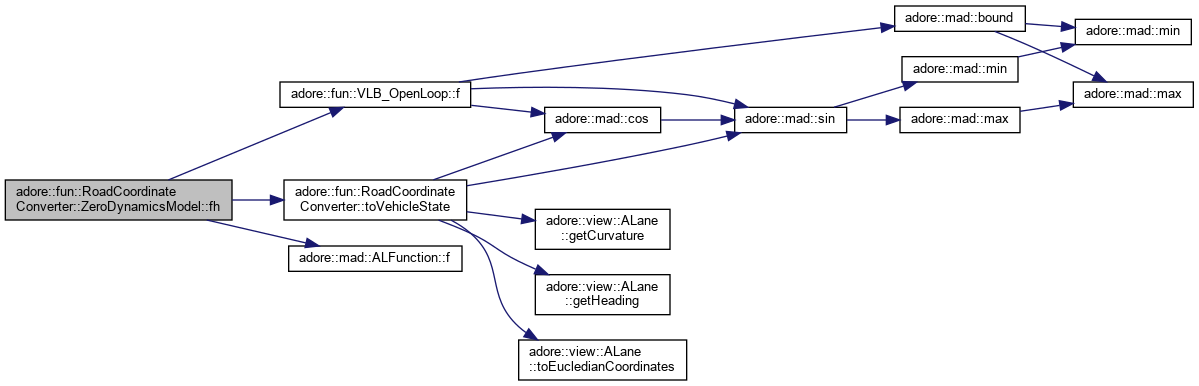 adore::fun::RoadCoordinate
Converter::ZeroDynamicsModel::fh
adore::fun::VLB_OpenLoop::f
adore::fun::RoadCoordinate
Converter::toVehicleState
adore::mad::ALFunction::f
adore::mad::cos
adore::view::ALane
::getCurvature
adore::view::ALane
::getHeading
adore::view::ALane
::toEucledianCoordinates
adore::mad::sin
adore::mad::bound
adore::mad::min
adore::mad::max
adore::mad::min
adore::mad::max